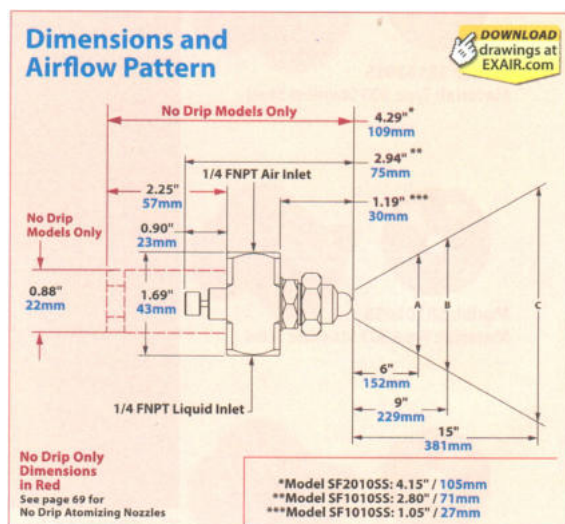 Dimensions and
Airflow Pattern
DOWNLOAD
drawings at
EXAIR.com
No Drip Models Only
4.29" *
109mm
2.94" **
75mm
1/4 FNPT Air Inlet
2.25"
57mm
1.19" ***
30mm
No Drip
Models Only
0.90"
23mm
0.88"
22mm
1.69"
43mm
A
B
C
6"
152mm
9"
229mm
1/4 FNPT Liquid Inlet
15"
381mm
No Drip Only
Dimensions
in Red
See page 69 for
No Drip Atomizing Nozzles
*Model SF2010SS: 4.15" / 105mm
**Model SF1010SS: 2.80" / 71mm
***Model SF1010SS: 1.05" / 27mm